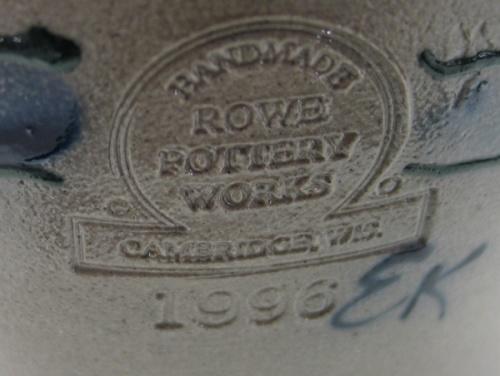 HANDMADE
ROWE
POTTERY
WORKS
CAMBRIDGE, WIS.
1996 EK